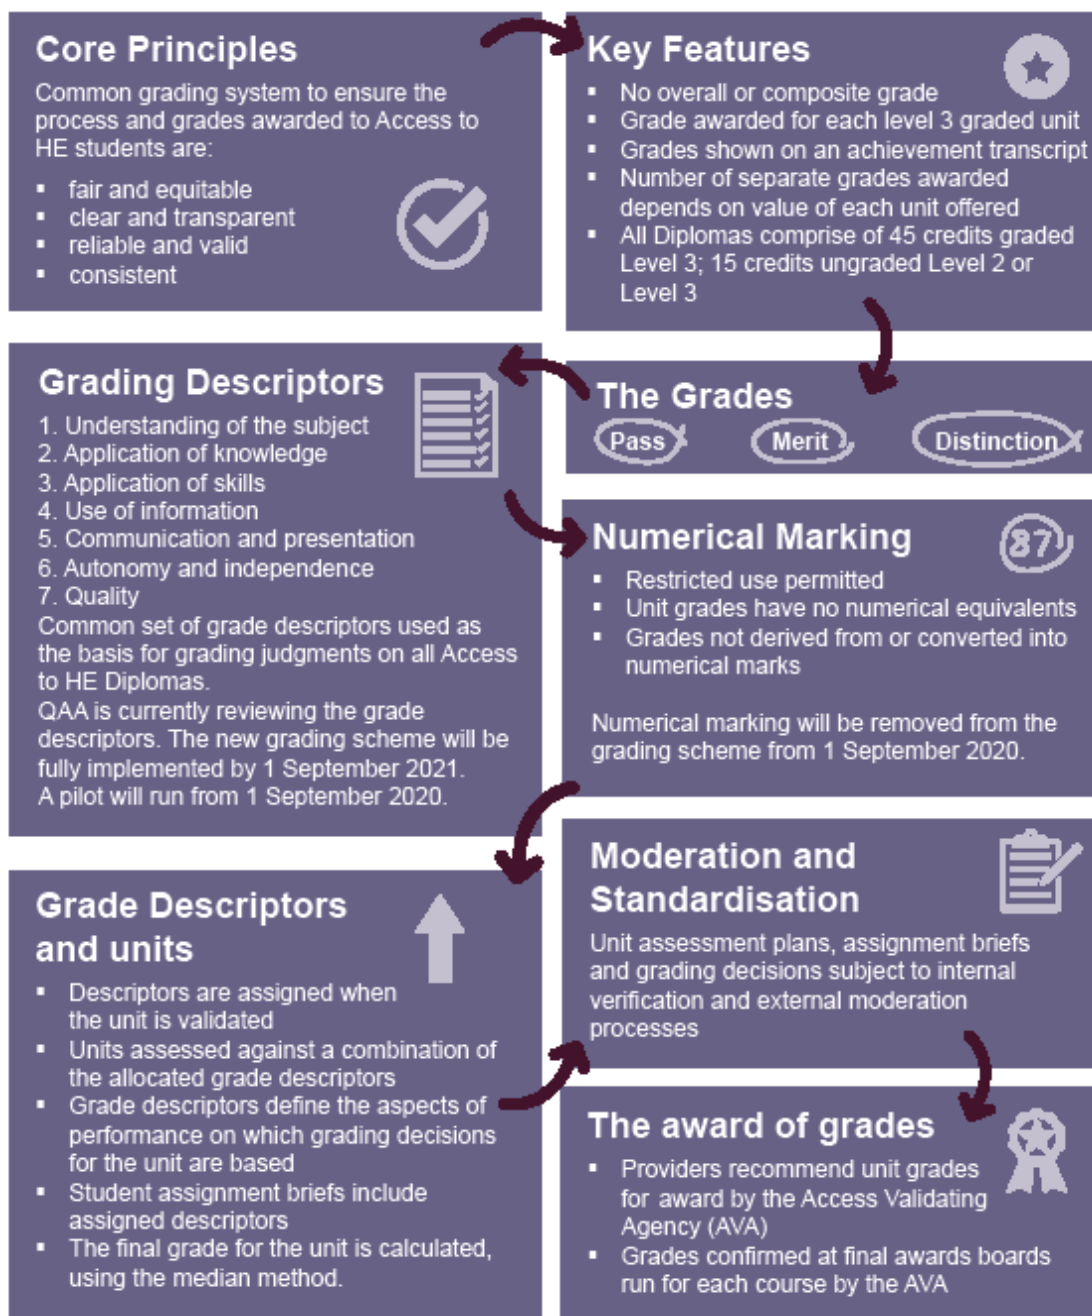 Core Principles
Common grading system to ensure the
process and grades awarded to Access to
HE students are:
▪ fair and equitable
▪ clear and transparent
▪ reliable and valid
▪ consistent
Key Features
▪ No overall or composite grade
▪ Grade awarded for each level 3 graded unit
▪ Grades shown on an achievement transcript
▪ Number of separate grades awarded
depends on value of each unit offered
▪ All Diplomas comprise of 45 credits graded
Level 3; 15 credits ungraded Level 2 or
Level 3
The Grades
Pass Merit Distinction
Grading Descriptors
1. Understanding of the subject
2. Application of knowledge
3. Application of skills
4. Use of information
5. Communication and presentation
6. Autonomy and independence
7. Quality
Common set of grade descriptors used as
the basis for grading judgments on all Access
to HE Diplomas.
QAA is currently reviewing the grade
descriptors. The new grading scheme will be
fully implemented by 1 September 2021.
A pilot will run from 1 September 2020.
Numerical Marking
87
▪ Restricted use permitted
▪ Unit grades have no numerical equivalents
▪ Grades not derived from or converted into
numerical marks
Numerical marking will be removed from the
grading scheme from 1 September 2020.
Grade Descriptors
and units
▪ Descriptors are assigned when
the unit is validated
▪ Units assessed against a combination of
the allocated grade descriptors
▪ Grade descriptors define the aspects of
performance on which grading decisions
for the unit are based
▪ Student assignment briefs include
assigned descriptors
▪ The final grade for the unit is calculated,
using the median method.
Moderation and
Standardisation
Unit assessment plans, assignment briefs
and grading decisions subject to internal
verification and external moderation
processes
The award of grades
▪ Providers recommend unit grades
for award by the Access Validating
Agency (AVA)
▪ Grades confirmed at final awards boards
run for each course by the AVA